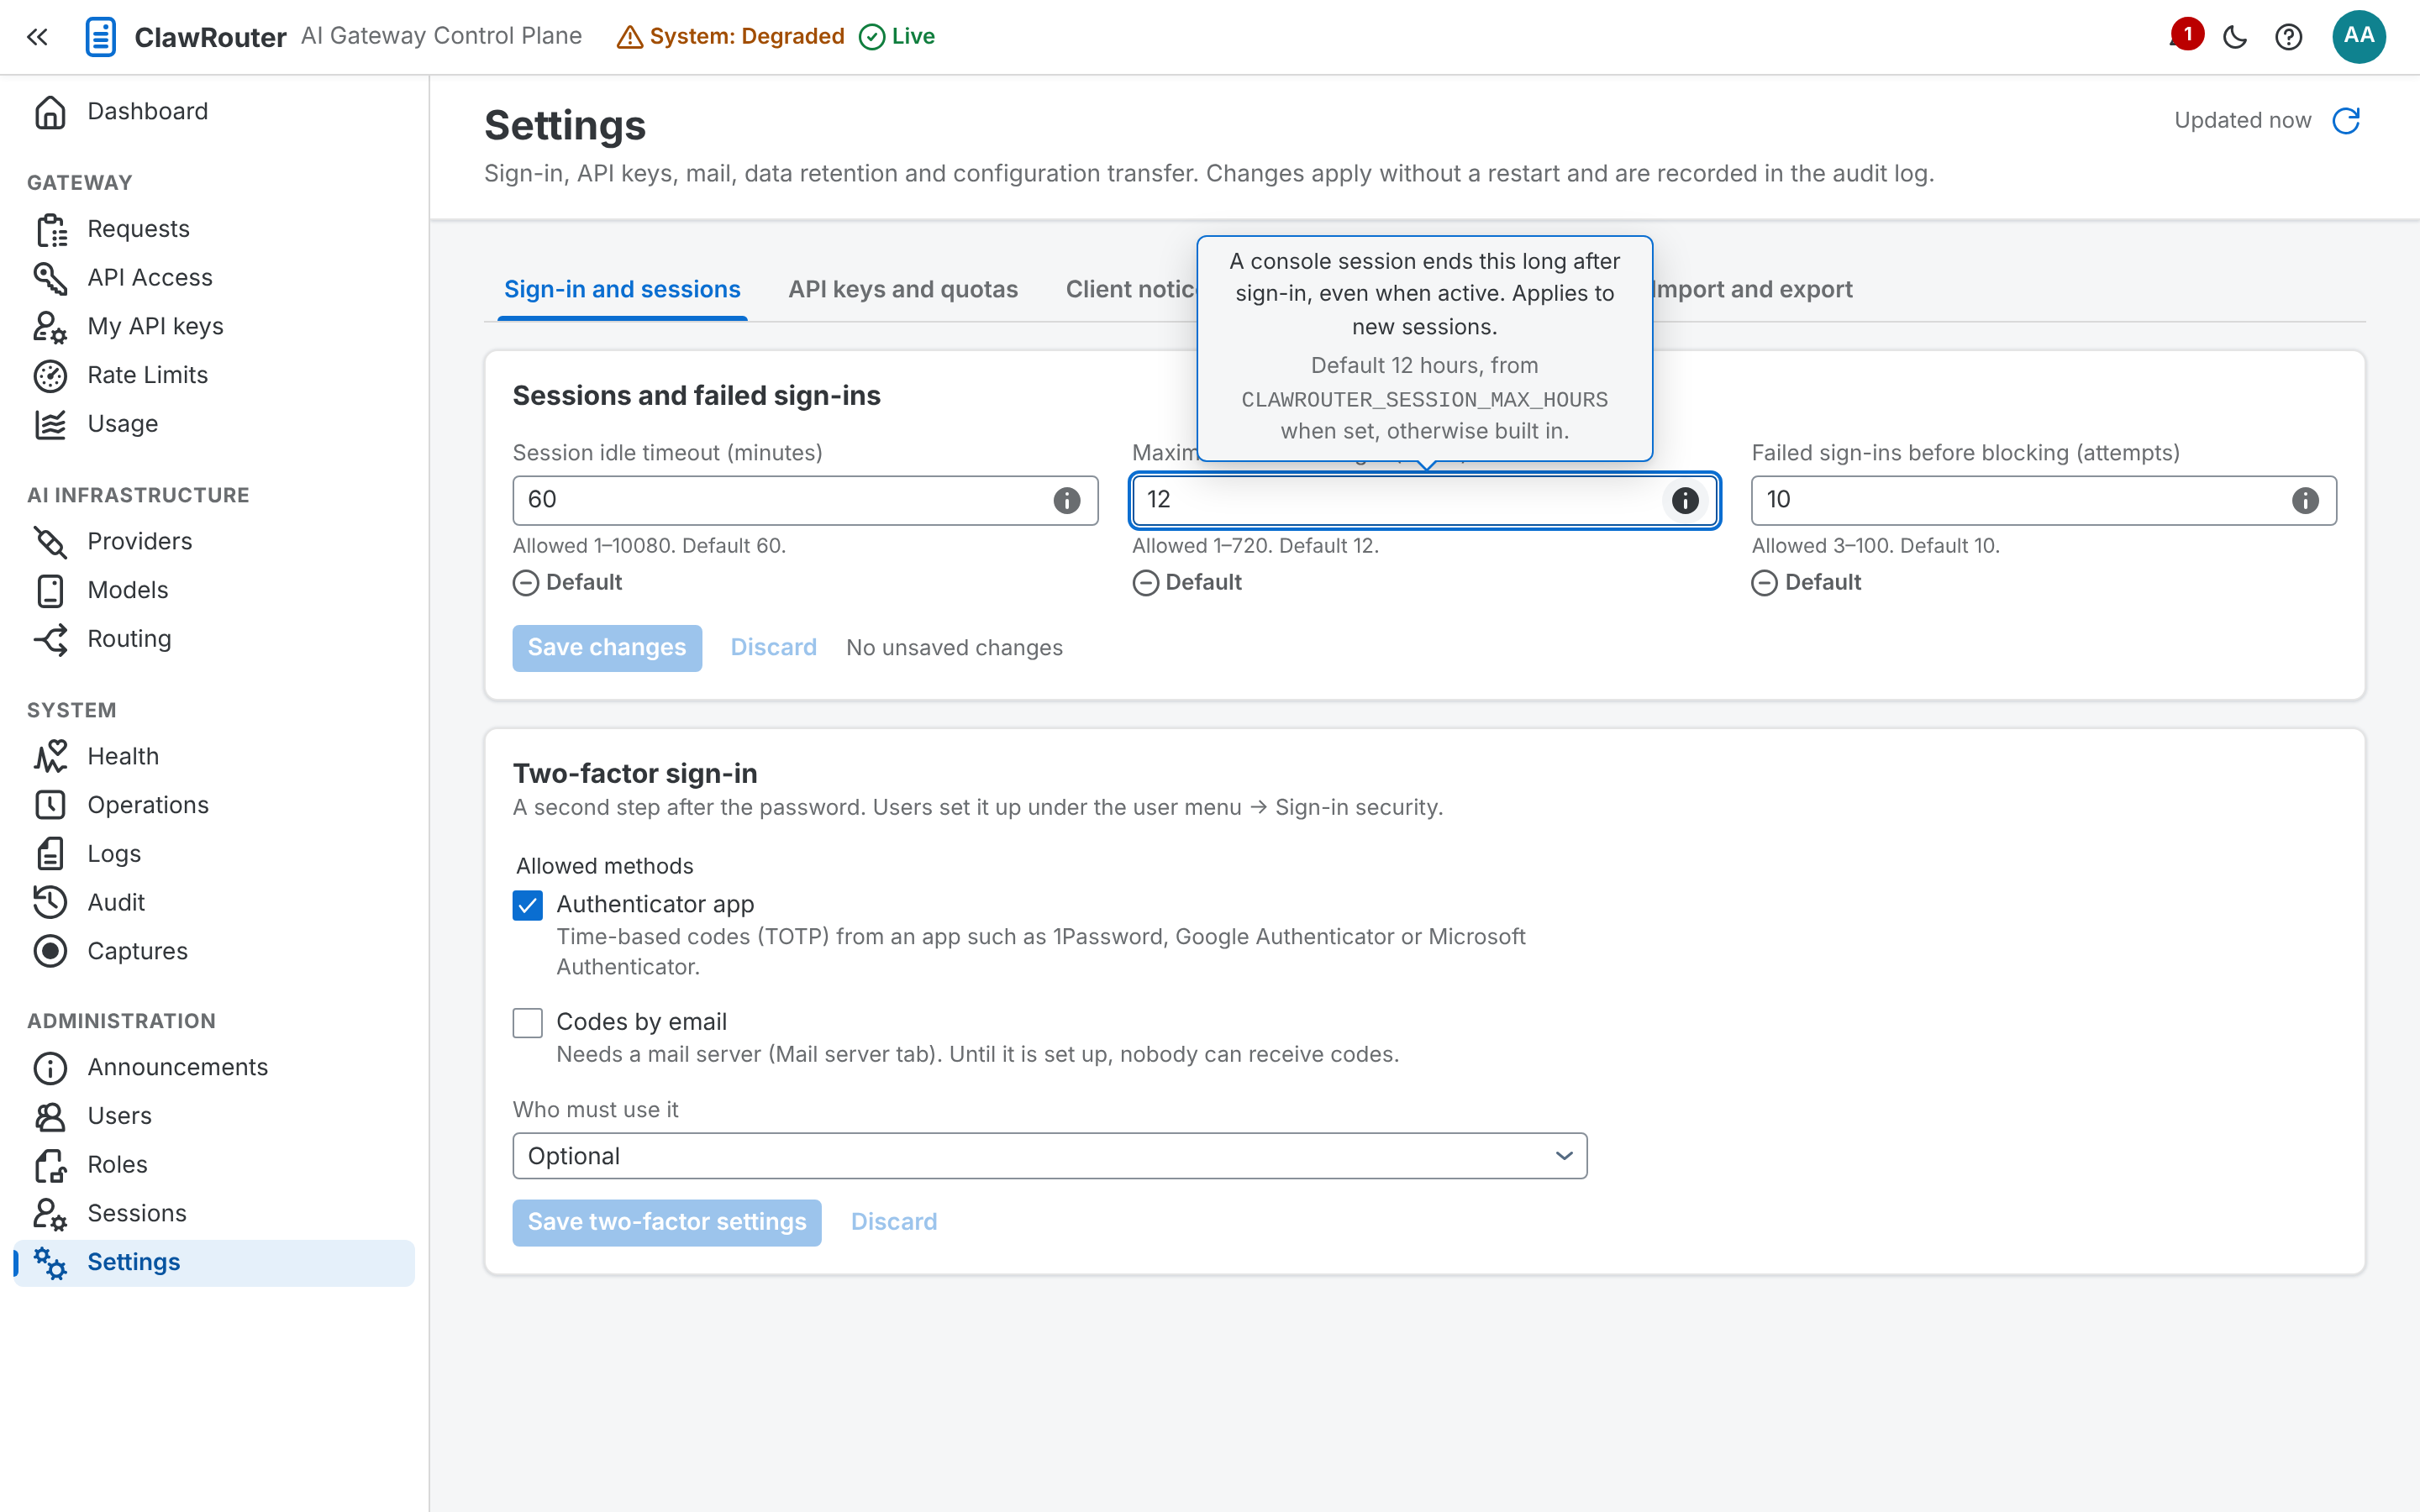 ClawRouter AI Gateway Control Plane System: Degraded Live 1 AA
Dashboard
GATEWAY
Requests
API Access
My API keys
Rate Limits
Usage
AI INFRASTRUCTURE
Providers
Models
Routing
SYSTEM
Health
Operations
Logs
Audit
Captures
ADMINISTRATION
Announcements
Users
Roles
Sessions
Settings
Settings
Updated now
Sign-in, API keys, mail, data retention and configuration transfer. Changes apply without a restart and are recorded in the audit log.
Sign-in and sessions API keys and quotas Client Import and export
A console session ends this long after
sign-in, even when active. Applies to
new sessions.
Default 12 hours, from
CLAWROUTER_SESSION_MAX_HOURS
when set, otherwise built in.
Sessions and failed sign-ins
Session idle timeout (minutes)
60
Allowed 1–10080. Default 60.
Default
12
Allowed 1–720. Default 12.
Default
Failed sign-ins before blocking (attempts)
10
Allowed 3–100. Default 10.
Default
Save changes Discard No unsaved changes
Two-factor sign-in
A second step after the password. Users set it up under the user menu → Sign-in security.
Allowed methods
Authenticator app
Time-based codes (TOTP) from an app such as 1Password, Google Authenticator or Microsoft
Authenticator.
Codes by email
Needs a mail server (Mail server tab). Until it is set up, nobody can receive codes.
Who must use it
Optional
Save two-factor settings Discard